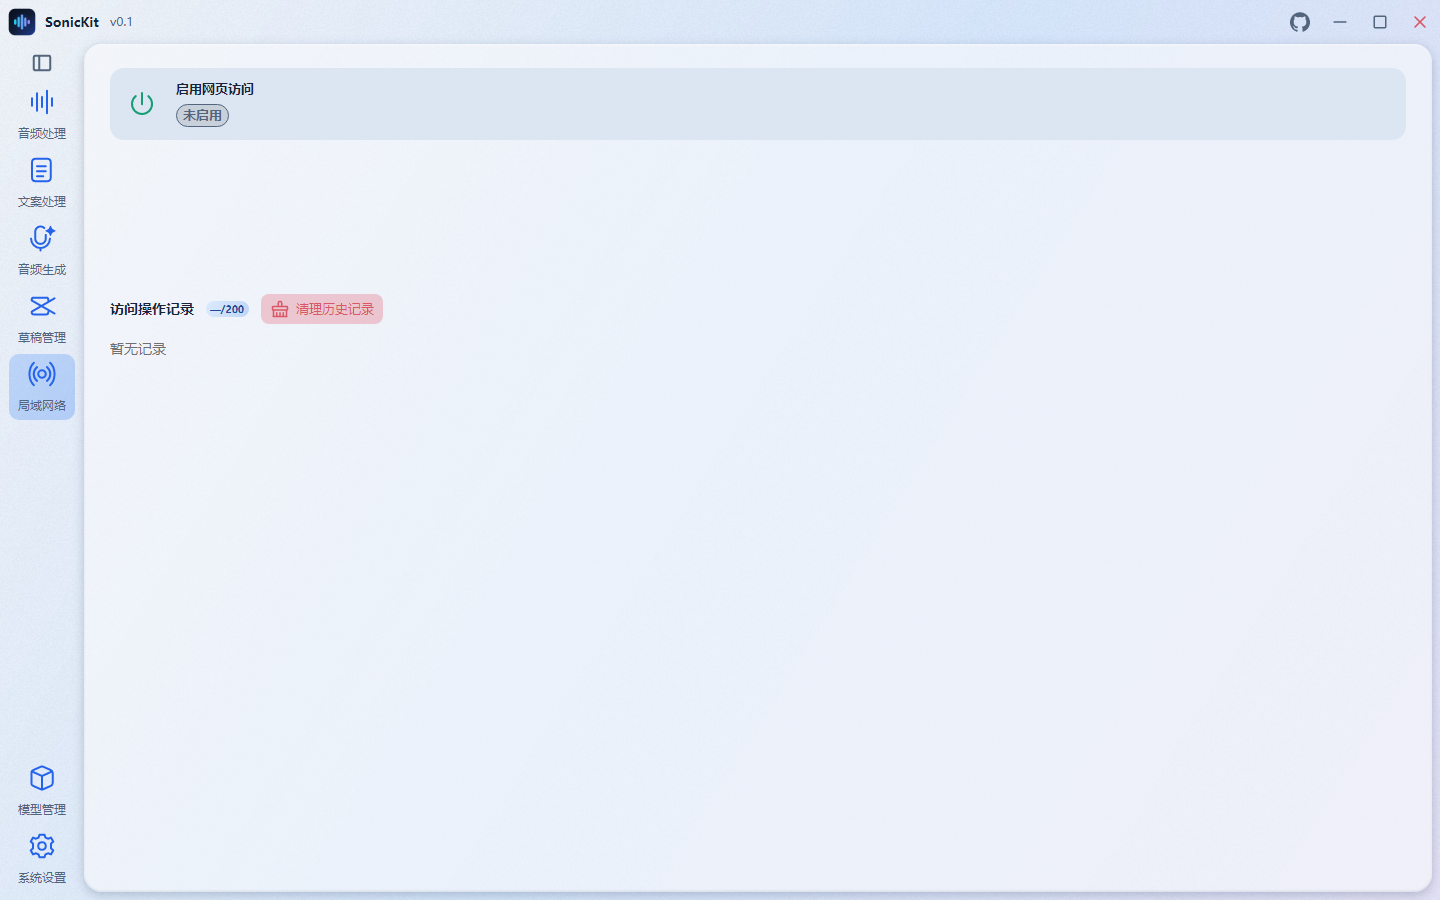 SonicKit v0.1
音频处理
文案处理
音频生成
草稿管理
局域网络
模型管理
系统设置
启用网页访问
未启用
访问操作记录 —/200 清理历史记录
暂无记录